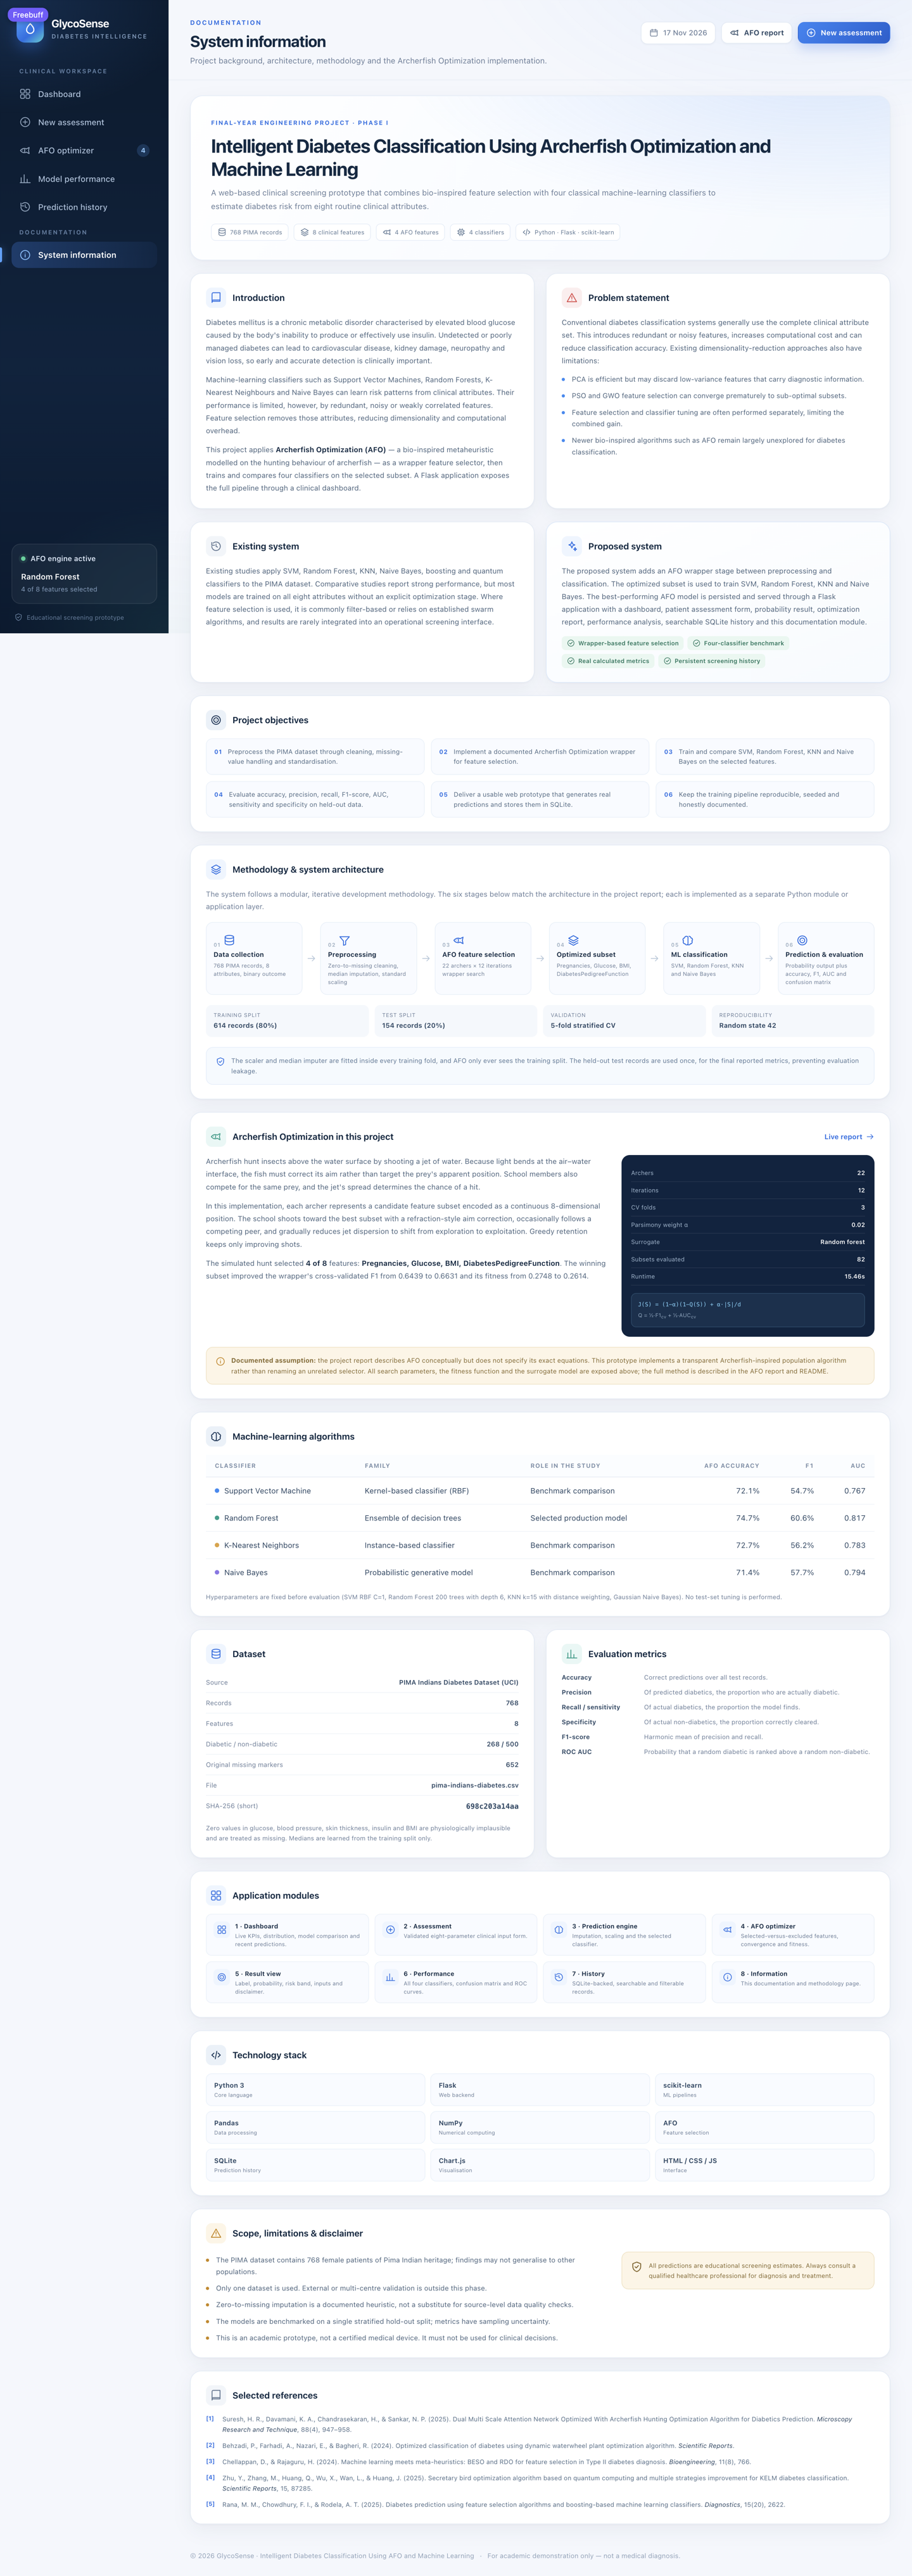 Freebuff
GlycoSense
DIABETES INTELLIGENCE
CLINICAL WORKSPACE
Dashboard
New assessment
AFO optimizer
4
Model performance
Prediction history
DOCUMENTATION
System information
AFO engine active
Random Forest
4 of 8 features selected
Educational screening prototype
DOCUMENTATION
System information
Project background, architecture, methodology and the Archerfish Optimization implementation.
17 Nov 2026
AFO report
New assessment
FINAL-YEAR ENGINEERING PROJECT · PHASE I
Intelligent Diabetes Classification Using Archerfish Optimization and
Machine Learning
A web-based clinical screening prototype that combines bio-inspired feature selection with four classical machine-learning classifiers to
estimate diabetes risk from eight routine clinical attributes.
768 PIMA records
8 clinical features
4 AFO features
4 classifiers
Python · Flask · scikit-learn
Introduction
Diabetes mellitus is a chronic metabolic disorder characterised by elevated blood glucose
caused by the body's inability to produce or effectively use insulin. Undetected or poorly
managed diabetes can lead to cardiovascular disease, kidney damage, neuropathy and
vision loss, so early and accurate detection is clinically important.
Machine-learning classifiers such as Support Vector Machines, Random Forests, K-
Nearest Neighbours and Naive Bayes can learn risk patterns from clinical attributes. Their
performance is limited, however, by redundant, noisy or weakly correlated features.
Feature selection removes those attributes, reducing dimensionality and computational
overhead.
This project applies Archerfish Optimization (AFO) — a bio-inspired metaheuristic
modelled on the hunting behaviour of archerfish — as a wrapper feature selector, then
trains and compares four classifiers on the selected subset. A Flask application exposes
the full pipeline through a clinical dashboard.
Problem statement
Conventional diabetes classification systems generally use the complete clinical attribute
set. This introduces redundant or noisy features, increases computational cost and can
reduce classification accuracy. Existing dimensionality-reduction approaches also have
limitations:
PCA is efficient but may discard low-variance features that carry diagnostic information.
PSO and GWO feature selection can converge prematurely to sub-optimal subsets.
Feature selection and classifier tuning are often performed separately, limiting the
combined gain.
Newer bio-inspired algorithms such as AFO remain largely unexplored for diabetes
classification.
Existing system
Existing studies apply SVM, Random Forest, KNN, Naive Bayes, boosting and quantum
classifiers to the PIMA dataset. Comparative studies report strong performance, but most
models are trained on all eight attributes without an explicit optimization stage. Where
feature selection is used, it is commonly filter-based or relies on established swarm
algorithms, and results are rarely integrated into an operational screening interface.
Proposed system
The proposed system adds an AFO wrapper stage between preprocessing and
classification. The optimized subset is used to train SVM, Random Forest, KNN and Naive
Bayes. The best-performing AFO model is persisted and served through a Flask
application with a dashboard, patient assessment form, probability result, optimization
report, performance analysis, searchable SQLite history and this documentation module.
Wrapper-based feature selection
Four-classifier benchmark
Real calculated metrics
Persistent screening history
Project objectives
01 Preprocess the PIMA dataset through cleaning, missing-
value handling and standardisation.
02 Implement a documented Archerfish Optimization wrapper
for feature selection.
03 Train and compare SVM, Random Forest, KNN and Naive
Bayes on the selected features.
04 Evaluate accuracy, precision, recall, F1-score, AUC,
sensitivity and specificity on held-out data.
05 Deliver a usable web prototype that generates real
predictions and stores them in SQLite.
06 Keep the training pipeline reproducible, seeded and
honestly documented.
Methodology & system architecture
The system follows a modular, iterative development methodology. The six stages below match the architecture in the project report; each is implemented as a separate Python module or
application layer.
01
Data collection
768 PIMA records, 8
attributes, binary outcome
02
Preprocessing
Zero-to-missing cleaning,
median imputation, standard
scaling
03
AFO feature selection
22 archers × 12 iterations
wrapper search
04
Optimized subset
Pregnancies, Glucose, BMI,
DiabetesPedigreeFunction
05
ML classification
SVM, Random Forest, KNN
and Naive Bayes
06
Prediction & evaluation
Probability output plus
accuracy, F1, AUC and
confusion matrix
TRAINING SPLIT
614 records (80%)
TEST SPLIT
154 records (20%)
VALIDATION
5-fold stratified CV
REPRODUCIBILITY
Random state 42
The scaler and median imputer are fitted inside every training fold, and AFO only ever sees the training split. The held-out test records are used once, for the final reported metrics, preventing evaluation
leakage.
Archerfish Optimization in this project
Live report
Archerfish hunt insects above the water surface by shooting a jet of water. Because light bends at the air–water
interface, the fish must correct its aim rather than target the prey's apparent position. School members also
compete for the same prey, and the jet's spread determines the chance of a hit.
In this implementation, each archer represents a candidate feature subset encoded as a continuous 8-dimensional
position. The school shoots toward the best subset with a refraction-style aim correction, occasionally follows a
competing peer, and gradually reduces jet dispersion to shift from exploration to exploitation. Greedy retention
keeps only improving shots.
The simulated hunt selected 4 of 8 features: Pregnancies, Glucose, BMI, DiabetesPedigreeFunction. The winning
subset improved the wrapper's cross-validated F1 from 0.6439 to 0.6631 and its fitness from 0.2748 to 0.2614.
Archers 22
Iterations 12
CV folds 3
Parsimony weight α 0.02
Surrogate Random forest
Subsets evaluated 82
Runtime 15.46s
J(S) = (1−α)(1−Q(S)) + α·|S|/d
Q = ½·F1cv + ½·AUCcv
Documented assumption: the project report describes AFO conceptually but does not specify its exact equations. This prototype implements a transparent Archerfish-inspired population algorithm
rather than renaming an unrelated selector. All search parameters, the fitness function and the surrogate model are exposed above; the full method is described in the AFO report and README.
Machine-learning algorithms
CLASSIFIER FAMILY ROLE IN THE STUDY AFO ACCURACY F1 AUC
Support Vector Machine Kernel-based classifier (RBF) Benchmark comparison 72.1% 54.7% 0.767
Random Forest Ensemble of decision trees Selected production model 74.7% 60.6% 0.817
K-Nearest Neighbors Instance-based classifier Benchmark comparison 72.7% 56.2% 0.783
Naive Bayes Probabilistic generative model Benchmark comparison 71.4% 57.7% 0.794
Hyperparameters are fixed before evaluation (SVM RBF C=1, Random Forest 200 trees with depth 6, KNN k=15 with distance weighting, Gaussian Naive Bayes). No test-set tuning is performed.
Dataset
Source PIMA Indians Diabetes Dataset (UCI)
Records 768
Features 8
Diabetic / non-diabetic 268 / 500
Original missing markers 652
File pima-indians-diabetes.csv
SHA-256 (short) 698c203a14aa
Zero values in glucose, blood pressure, skin thickness, insulin and BMI are physiologically implausible
and are treated as missing. Medians are learned from the training split only.
Evaluation metrics
Accuracy Correct predictions over all test records.
Precision Of predicted diabetics, the proportion who are actually diabetic.
Recall / sensitivity Of actual diabetics, the proportion the model finds.
Specificity Of actual non-diabetics, the proportion correctly cleared.
F1-score Harmonic mean of precision and recall.
ROC AUC Probability that a random diabetic is ranked above a random non-diabetic.
Application modules
1 · Dashboard
Live KPIs, distribution, model comparison and
recent predictions.
2 · Assessment
Validated eight-parameter clinical input form.
3 · Prediction engine
Imputation, scaling and the selected
classifier.
4 · AFO optimizer
Selected-versus-excluded features,
convergence and fitness.
5 · Result view
Label, probability, risk band, inputs and
disclaimer.
6 · Performance
All four classifiers, confusion matrix and ROC
curves.
7 · History
SQLite-backed, searchable and filterable
records.
8 · Information
This documentation and methodology page.
Technology stack
Python 3
Core language
Flask
Web backend
scikit-learn
ML pipelines
Pandas
Data processing
NumPy
Numerical computing
AFO
Feature selection
SQLite
Prediction history
Chart.js
Visualisation
HTML / CSS / JS
Interface
Scope, limitations & disclaimer
The PIMA dataset contains 768 female patients of Pima Indian heritage; findings may not generalise to other
populations.
Only one dataset is used. External or multi-centre validation is outside this phase.
Zero-to-missing imputation is a documented heuristic, not a substitute for source-level data quality checks.
The models are benchmarked on a single stratified hold-out split; metrics have sampling uncertainty.
This is an academic prototype, not a certified medical device. It must not be used for clinical decisions.
All predictions are educational screening estimates. Always consult a
qualified healthcare professional for diagnosis and treatment.
Selected references
[1] Suresh, H. R., Davamani, K. A., Chandrasekaran, H., & Sankar, N. P. (2025). Dual Multi Scale Attention Network Optimized With Archerfish Hunting Optimization Algorithm for Diabetics Prediction. Microscopy
Research and Technique, 88(4), 947–958.
[2] Behzadi, P., Farhadi, A., Nazari, E., & Bagheri, R. (2024). Optimized classification of diabetes using dynamic waterwheel plant optimization algorithm. Scientific Reports.
[3] Chellappan, D., & Rajaguru, H. (2024). Machine learning meets meta-heuristics: BESO and RDO for feature selection in Type II diabetes diagnosis. Bioengineering, 11(8), 766.
[4] Zhu, Y., Zhang, M., Huang, Q., Wu, X., Wan, L., & Huang, J. (2025). Secretary bird optimization algorithm based on quantum computing and multiple strategies improvement for KELM diabetes classification.
Scientific Reports, 15, 87285.
[5] Rana, M. M., Chowdhury, F. I., & Rodela, A. T. (2025). Diabetes prediction using feature selection algorithms and boosting-based machine learning classifiers. Diagnostics, 15(20), 2622.
© 2026 GlycoSense · Intelligent Diabetes Classification Using AFO and Machine Learning · For academic demonstration only — not a medical diagnosis.